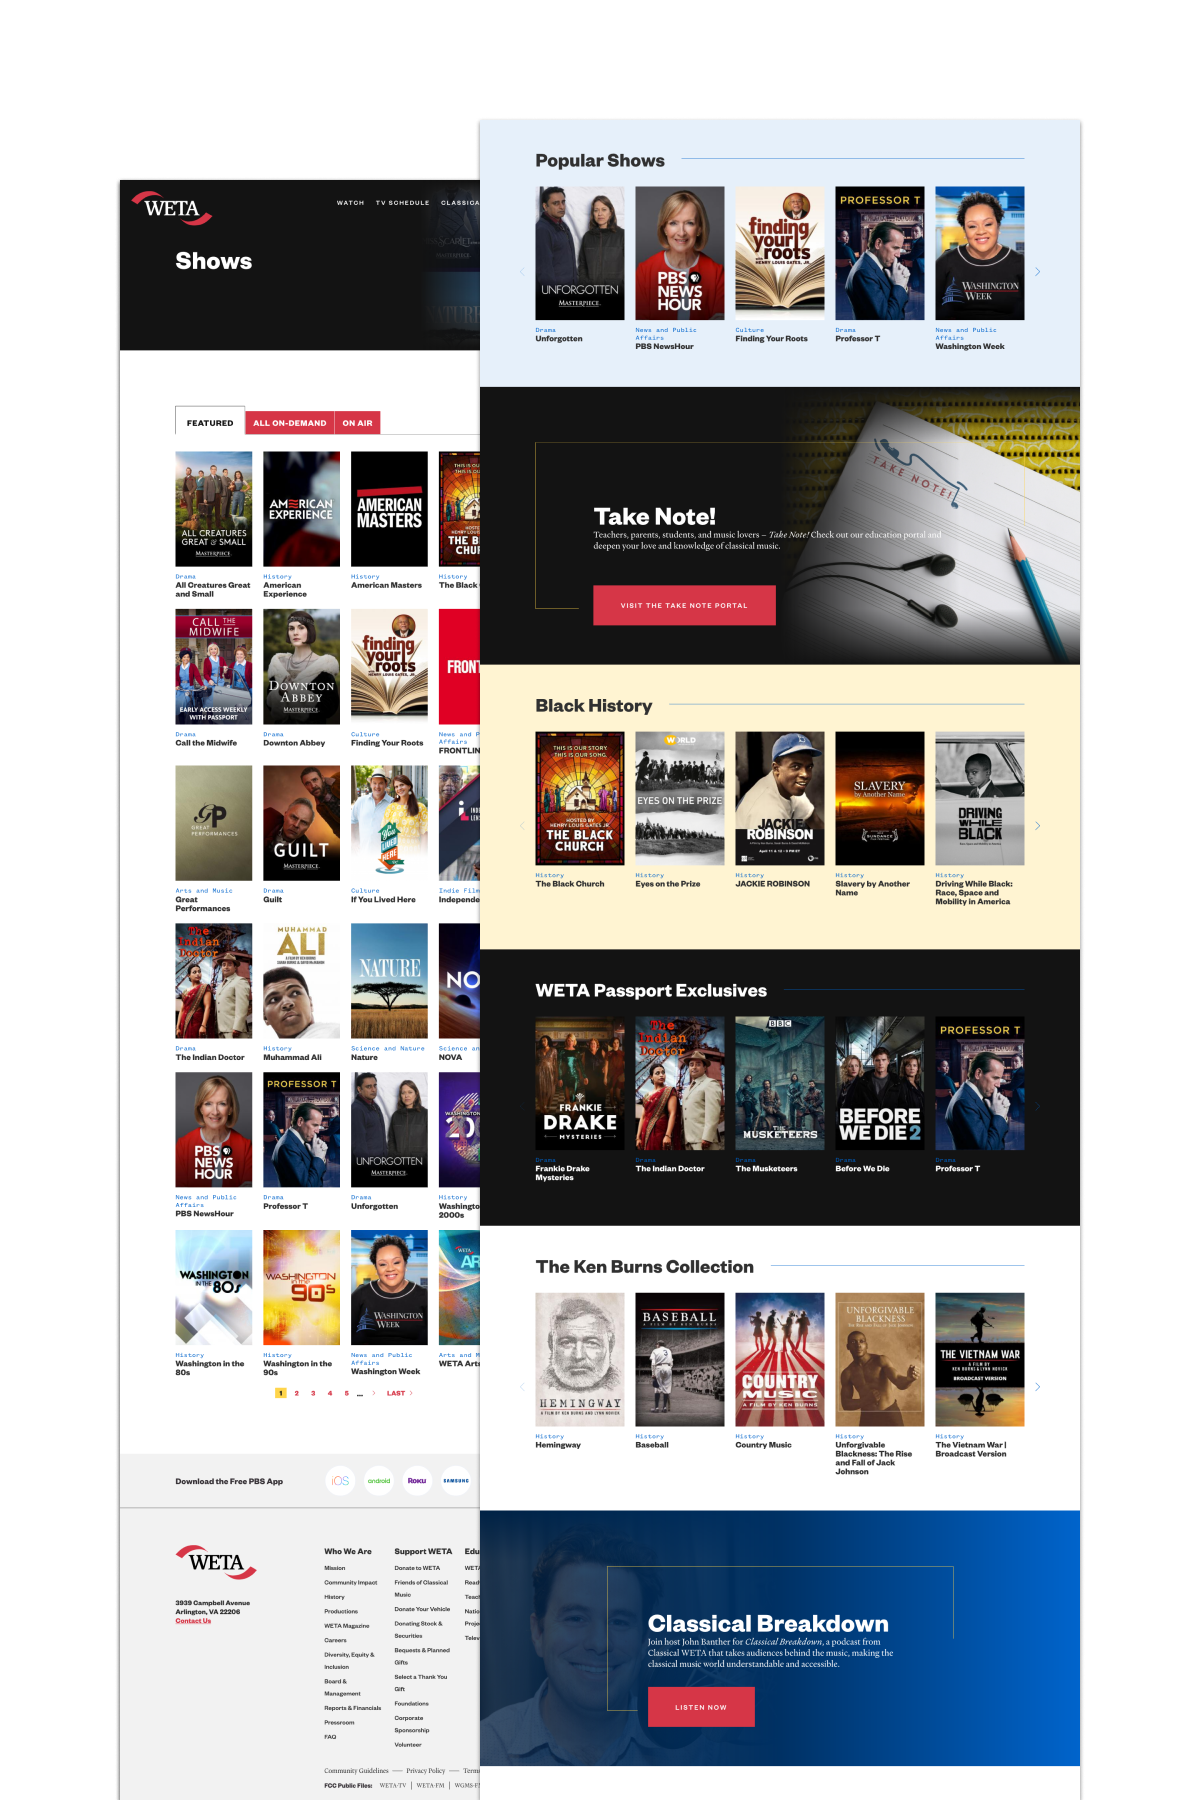 WETA
WATCH
TV SCHEDULE
CLASSICA
Shows
FEATURED
ALL ON-DEMAND
ON AIR
ALL CREATURES
GREAT & SMALL
MASTERPIECE.
Drama
All Creatures Great
and Small
AMERICAN
EXPERIENCE
History
American
Experience
AMERICAN
MASTERS
History
American Masters
History
The Black
CALL THE
MIDWIFE
EARLY ACCESS WEEKLY
WITH PASSPORT
Drama
Call the Midwife
DOWNTON
ABBEY
MASTERPIECE.
Drama
Downton Abbey
finding
your
roots
HENRY LOUIS GATES, JR.
Culture
Finding Your Roots
FRONT
News and P
Affairs
FRONTLIN
GP
GREAT
PERFORMANCES
Arts and Music
Great
Performances
GUILT
MASTERPIECE.
Drama
Guilt
You
LIVED
HERE
Culture
If You Lived Here
Indie Film
Independe
The
Indian
Doctor
Drama
The Indian Doctor
MUHAMMAD
ALI
History
Muhammad Ali
NATURE
Science and Nature
Nature
NO
Science an
NOVA
PBS
NEWS
HOUR
News and Public
Affairs
PBS NewsHour
PROFESSOR T
Drama
Professor T
UNFORGOTTEN
MASTERPIECE.
Drama
Unforgotten
WASHINGTON
20
History
Washingto
2000s
WASHINGTON
IN THE 80s
History
Washington in the
80s
WASHINGTON
in the
90s
History
Washington in the
90s
WASHINGTON
WEEK
News and Public
Affairs
Washington Week
WETA
AR
Arts and M
WETA Arts
1 2 3 4 5 ... > LAST >
Download the Free PBS App
iOS
android
Roku
SAMSUNG
WETA
3939 Campbell Avenue
Arlington, VA 22206
Contact Us
Who We Are
Mission
Community Impact
History
Productions
WETA Magazine
Careers
Diversity, Equity &
Inclusion
Board &
Management
Reports & Financials
Pressroom
FAQ
Support WETA
Donate to WETA
Friends of Classical
Music
Donate Your Vehicle
Donating Stock &
Securities
Bequests & Planned
Gifts
Select a Thank You
Gift
Foundations
Corporate
Sponsorship
Volunteer
Edu
WETA
Read
Teac
Natio
Proje
Telev
Community Guidelines — Privacy Policy — Terms
FCC Public Files: WETA-TV | WETA-FM | WGMS-F
Popular Shows
UNFORGOTTEN
MASTERPIECE.
Drama
Unforgotten
PBS
NEWS
HOUR
News and Public
Affairs
PBS NewsHour
finding
your
roots
HENRY LOUIS GATES, JR.
Culture
Finding Your Roots
PROFESSOR T
Drama
Professor T
WASHINGTON
WEEK
News and Public
Affairs
Washington Week
TAKE NOTE!
Take Note!
Teachers, parents, students, and music lovers – Take Note! Check out our education portal and
deepen your love and knowledge of classical music.
VISIT THE TAKE NOTE PORTAL
Black History
THIS IS OUR STORY.
THIS IS OUR SONG.
HOSTED BY
HENRY LOUIS GATES JR.
THE BLACK
CHURCH
History
The Black Church
WORLD
EYES ON THE PRIZE
History
Eyes on the Prize
JACKIE
ROBINSON
History
JACKIE ROBINSON
SLAVERY
by Another Name
SUNDANCE
History
Slavery by Another
Name
DRIVING
WHILE
BLACK
History
Driving While Black:
Race, Space and
Mobility in America
WETA Passport Exclusives
FRANKIE
DRAKE
MYSTERIES
Drama
Frankie Drake
Mysteries
The
Indian
Doctor
Drama
The Indian Doctor
BBC
THE
MUSKETEERS
Drama
The Musketeers
BEFORE
WE DIE 2
Drama
Before We Die
PROFESSOR T
Drama
Professor T
The Ken Burns Collection
HEMINGWAY
A FILM BY KEN BURNS AND LYNN NOVICK
History
Hemingway
BASEBALL
A FILM BY KEN BURNS
History
Baseball
COUNTRY
MUSIC
A FILM BY KEN BURNS
History
Country Music
UNFORGIVABLE
BLACKNESS
History
Unforgivable
Blackness: The Rise
and Fall of Jack
Johnson
THE VIETNAM WAR
A FILM BY
KEN BURNS & LYNN NOVICK
BROADCAST VERSION
History
The Vietnam War |
Broadcast Version
Classical Breakdown
Join host John Banther for Classical Breakdown, a podcast from
Classical WETA that takes audiences behind the music, making the
classical music world understandable and accessible.
LISTEN NOW